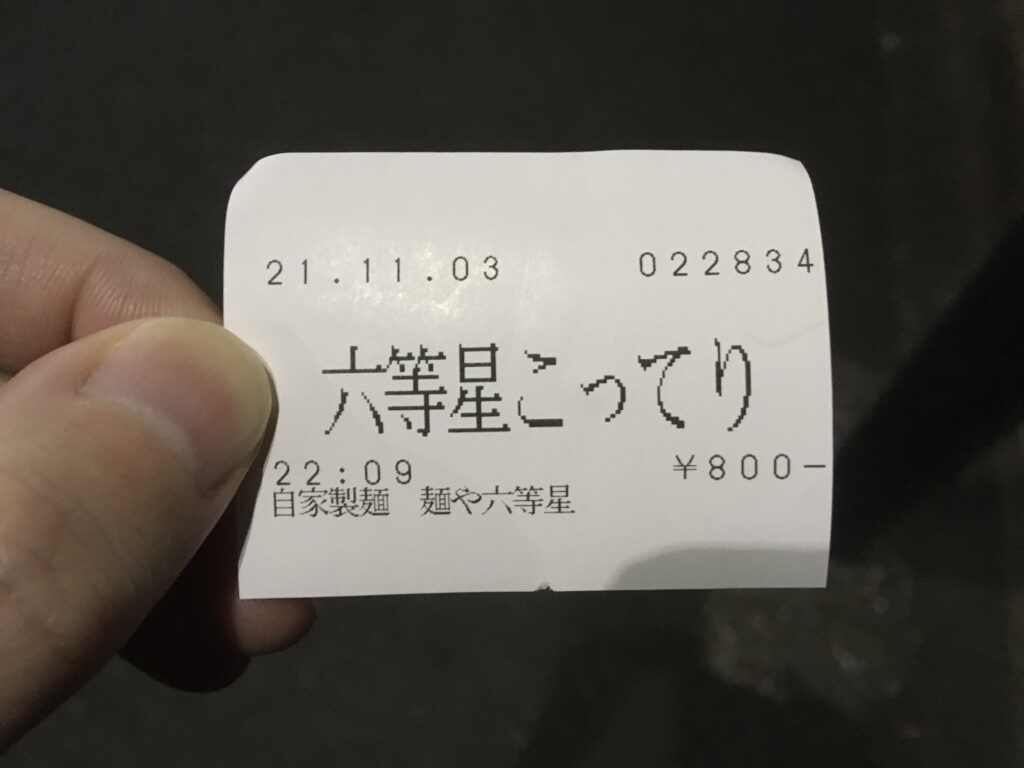 21.11.03 022834
六等星こってり
22:09 ¥800−
自家製麺 麺や六等星